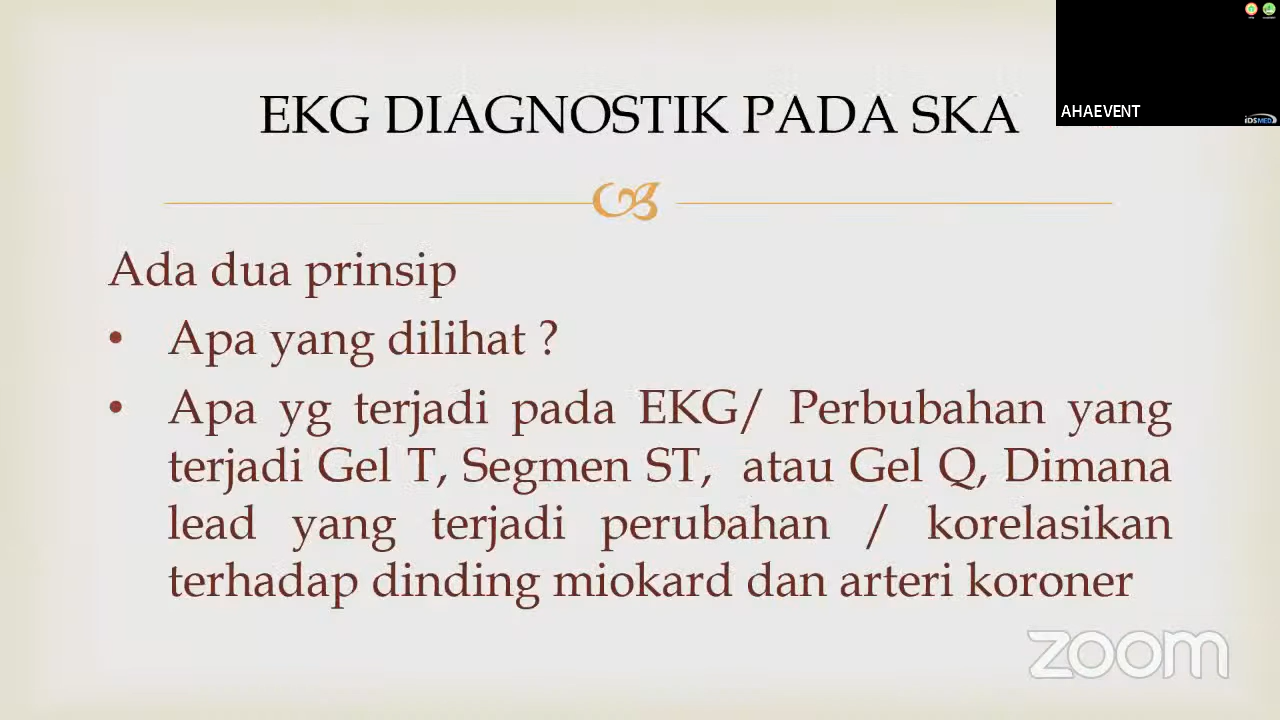 EKG DIAGNOSTIK PADA SKA
AHAEVENT
iDSMED
Ada dua prinsip
• Apa yang dilihat ?
• Apa yg terjadi pada EKG/ Perbubahan yang
terjadi Gel T, Segmen ST, atau Gel Q, Dimana
lead yang terjadi perubahan / korelasikan
terhadap dinding miokard dan arteri koroner
zoom